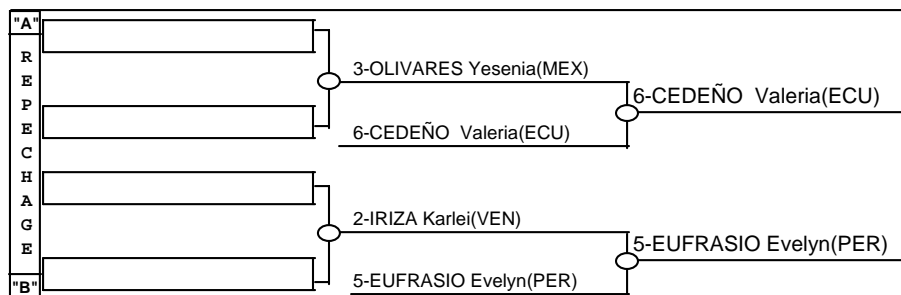 "A"
R
E
P
E
C
H
A
G
E
"B"
3-OLIVARES Yesenia(MEX)
6-CEDEÑO  Valeria(ECU)
6-CEDEÑO  Valeria(ECU)
2-IRIZA Karlei(VEN)
5-EUFRASIO Evelyn(PER)
5-EUFRASIO Evelyn(PER)